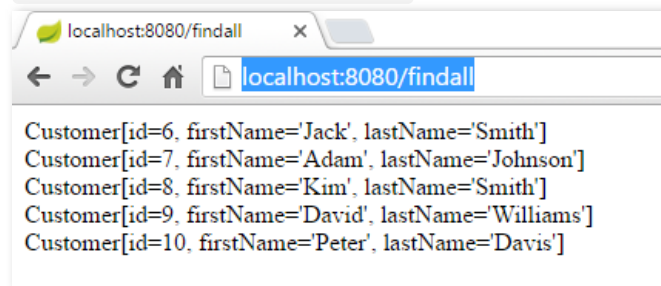 localhost:8080/findall
localhost:8080/findall
Customer[id=6, firstName='Jack', lastName='Smith']
Customer[id=7, firstName='Adam', lastName='Johnson']
Customer[id=8, firstName='Kim', lastName='Smith']
Customer[id=9, firstName='David', lastName='Williams']
Customer[id=10, firstName='Peter', lastName='Davis']